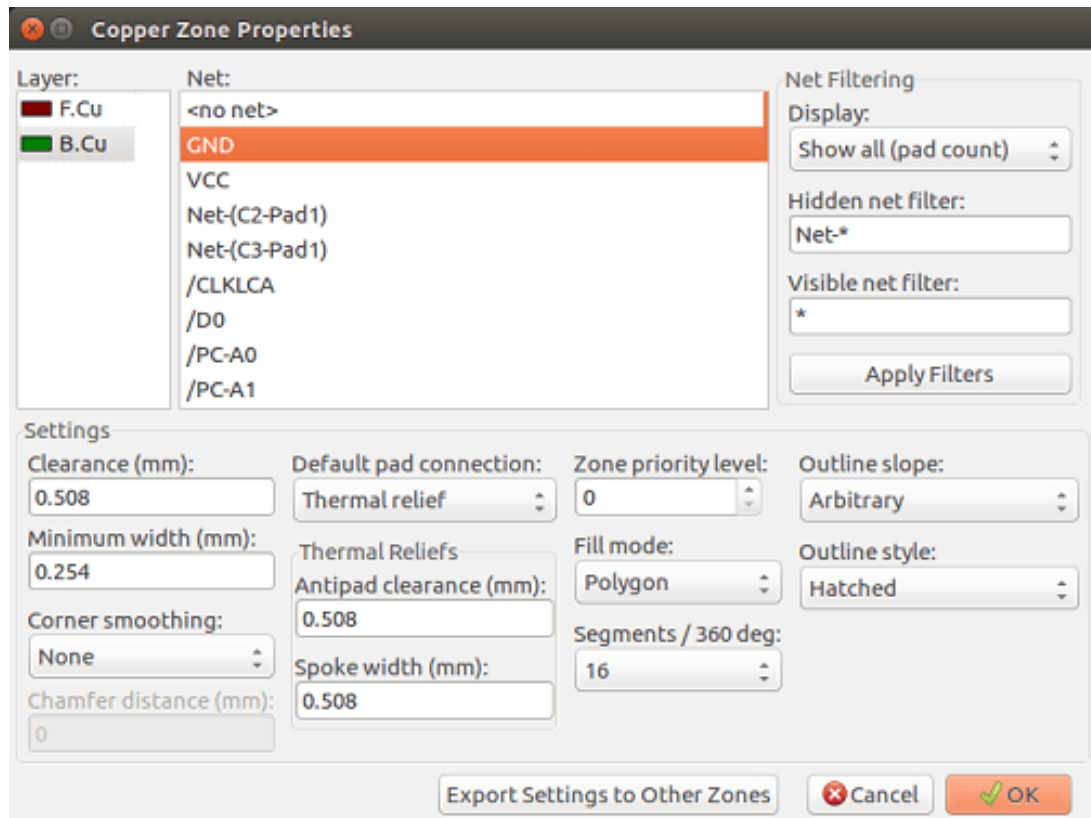 Copper Zone Properties
Layer:
F.Cu
B.Cu
Net:
<no net>
GND
VCC
Net-(C2-Pad1)
Net-(C3-Pad1)
/CLKLCA
/D0
/PC-A0
/PC-A1
Net Filtering
Display:
Show all (pad count)
Hidden net filter:
Net-*
Visible net filter:
*
Apply Filters
Settings
Clearance (mm):
0.508
Minimum width (mm):
0.254
Corner smoothing:
None
Chamfer distance (mm):
0
Default pad connection:
Thermal relief
Thermal Reliefs
Antipad clearance (mm):
0.508
Spoke width (mm):
0.508
Zone priority level:
0
Fill mode:
Polygon
Segments / 360 deg:
16
Outline slope:
Arbitrary
Outline style:
Hatched
Export Settings to Other Zones
Cancel
OK